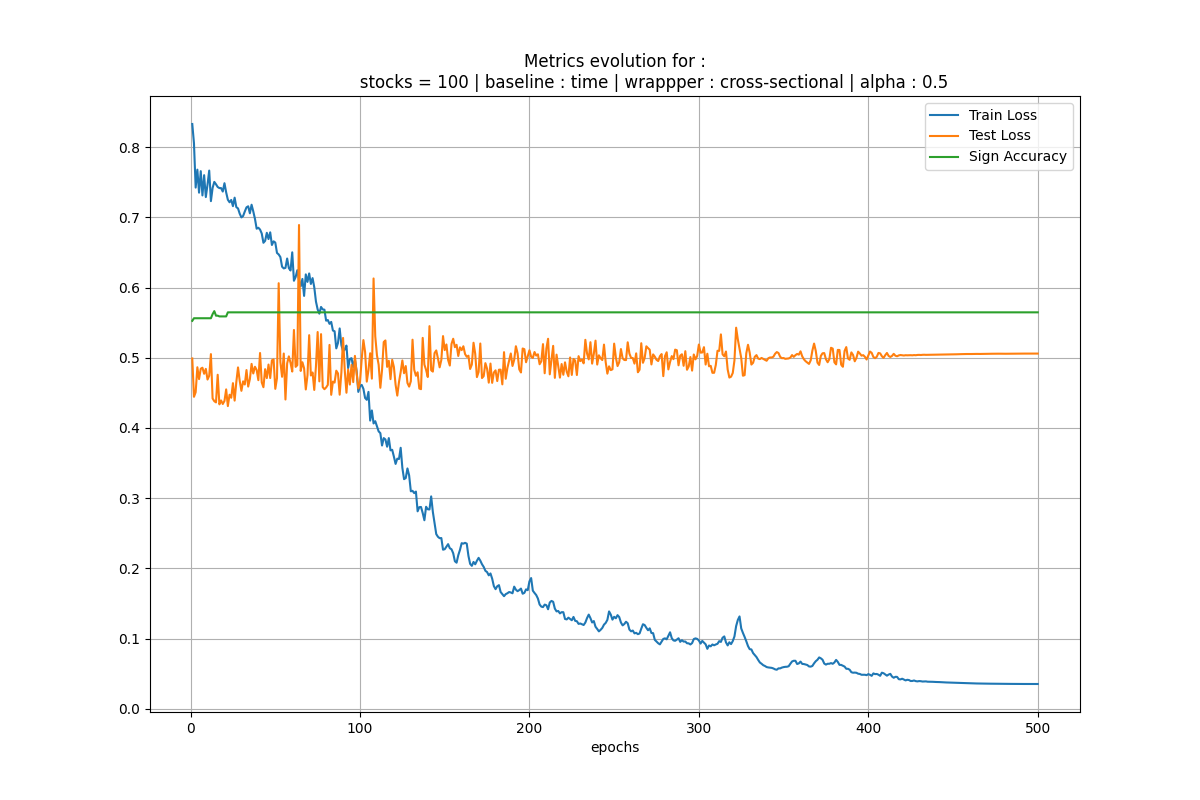 Metrics evolution for :
stocks = 100 | baseline : time | wrappper : cross-sectional | alpha : 0.5
Train Loss
Test Loss
Sign Accuracy
0.8
0.7
0.6
0.5
0.4
0.3
0.2
0.1
0.0
0 100 200 300 400 500
epochs